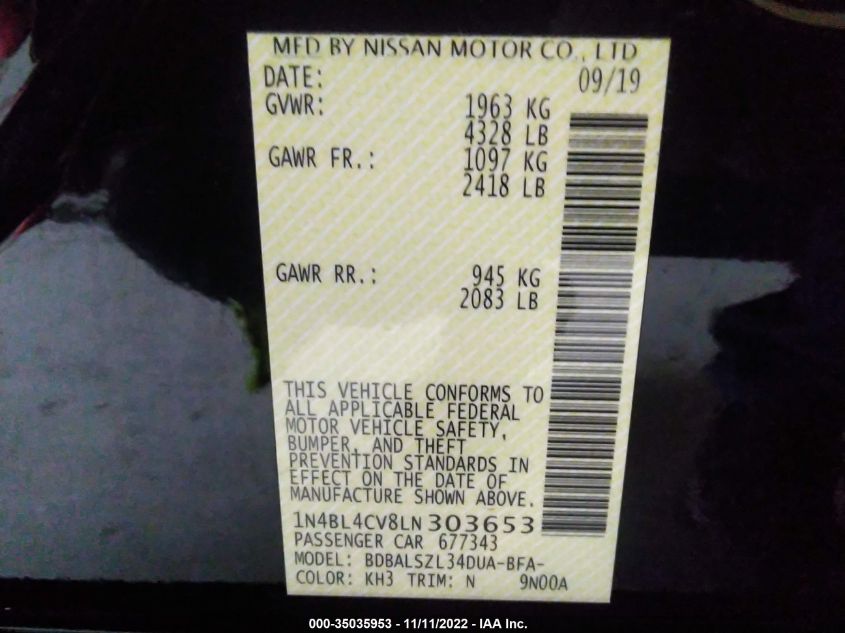 MFD BY NISSAN MOTOR CO., LTD
DATE: 09/19
GVWR: 1963 KG
4328 LB
GAWR FR.: 1097 KG
2418 LB
GAWR RR.: 945 KG
2083 LB
THIS VEHICLE CONFORMS TO
ALL APPLICABLE FEDERAL
MOTOR VEHICLE SAFETY,
BUMPER, AND THEFT
PREVENTION STANDARDS IN
EFFECT ON THE DATE OF
MANUFACTURE SHOWN ABOVE.
1N4BL4CV8LN303653
PASSENGER CAR 677343
MODEL: BDBALSZL34DUA-BFA-
COLOR: KH3 TRIM: N 9N00A
000-35035953 - 11/11/2022 - IAA Inc.